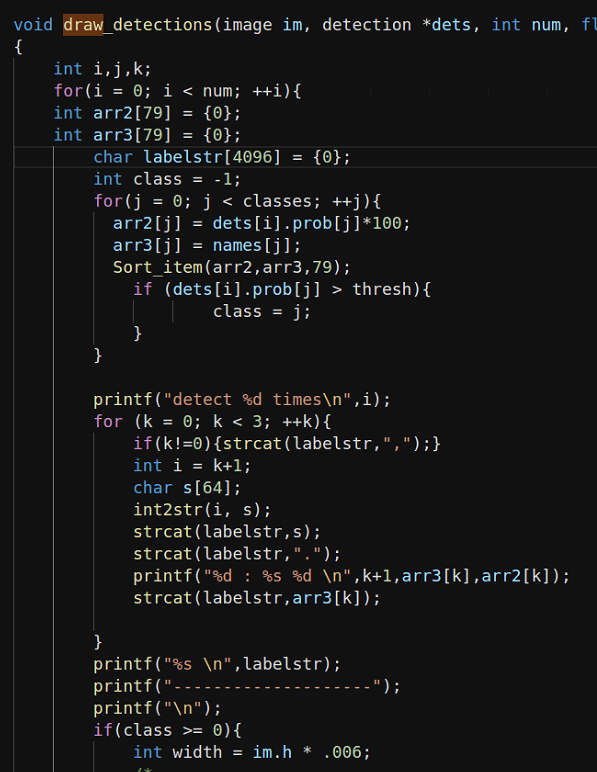 void draw_detections(image im, detection *dets, int num, fl
{
    int i,j,k;
    for(i = 0; i < num; ++i){
    int arr2[79] = {0};
    int arr3[79] = {0};
        char labelstr[4096] = {0};
        int class = -1;
        for(j = 0; j < classes; ++j){
          arr2[j] = dets[i].prob[j]*100;
          arr3[j] = names[j];
          Sort_item(arr2,arr3,79);
            if (dets[i].prob[j] > thresh){
                    class = j;
            }
        }
        printf("detect %d times\n",i);
        for (k = 0; k < 3; ++k){
            if(k!=0){strcat(labelstr,",");}
            int i = k+1;
            char s[64];
            int2str(i, s);
            strcat(labelstr,s);
            strcat(labelstr,".");
            printf("%d : %s %d \n",k+1,arr3[k],arr2[k]);
            strcat(labelstr,arr3[k]);
        }
        printf("%s \n",labelstr);
        printf("--------------------");
        printf("\n");
        if(class >= 0){
            int width = im.h * .006;
            /*